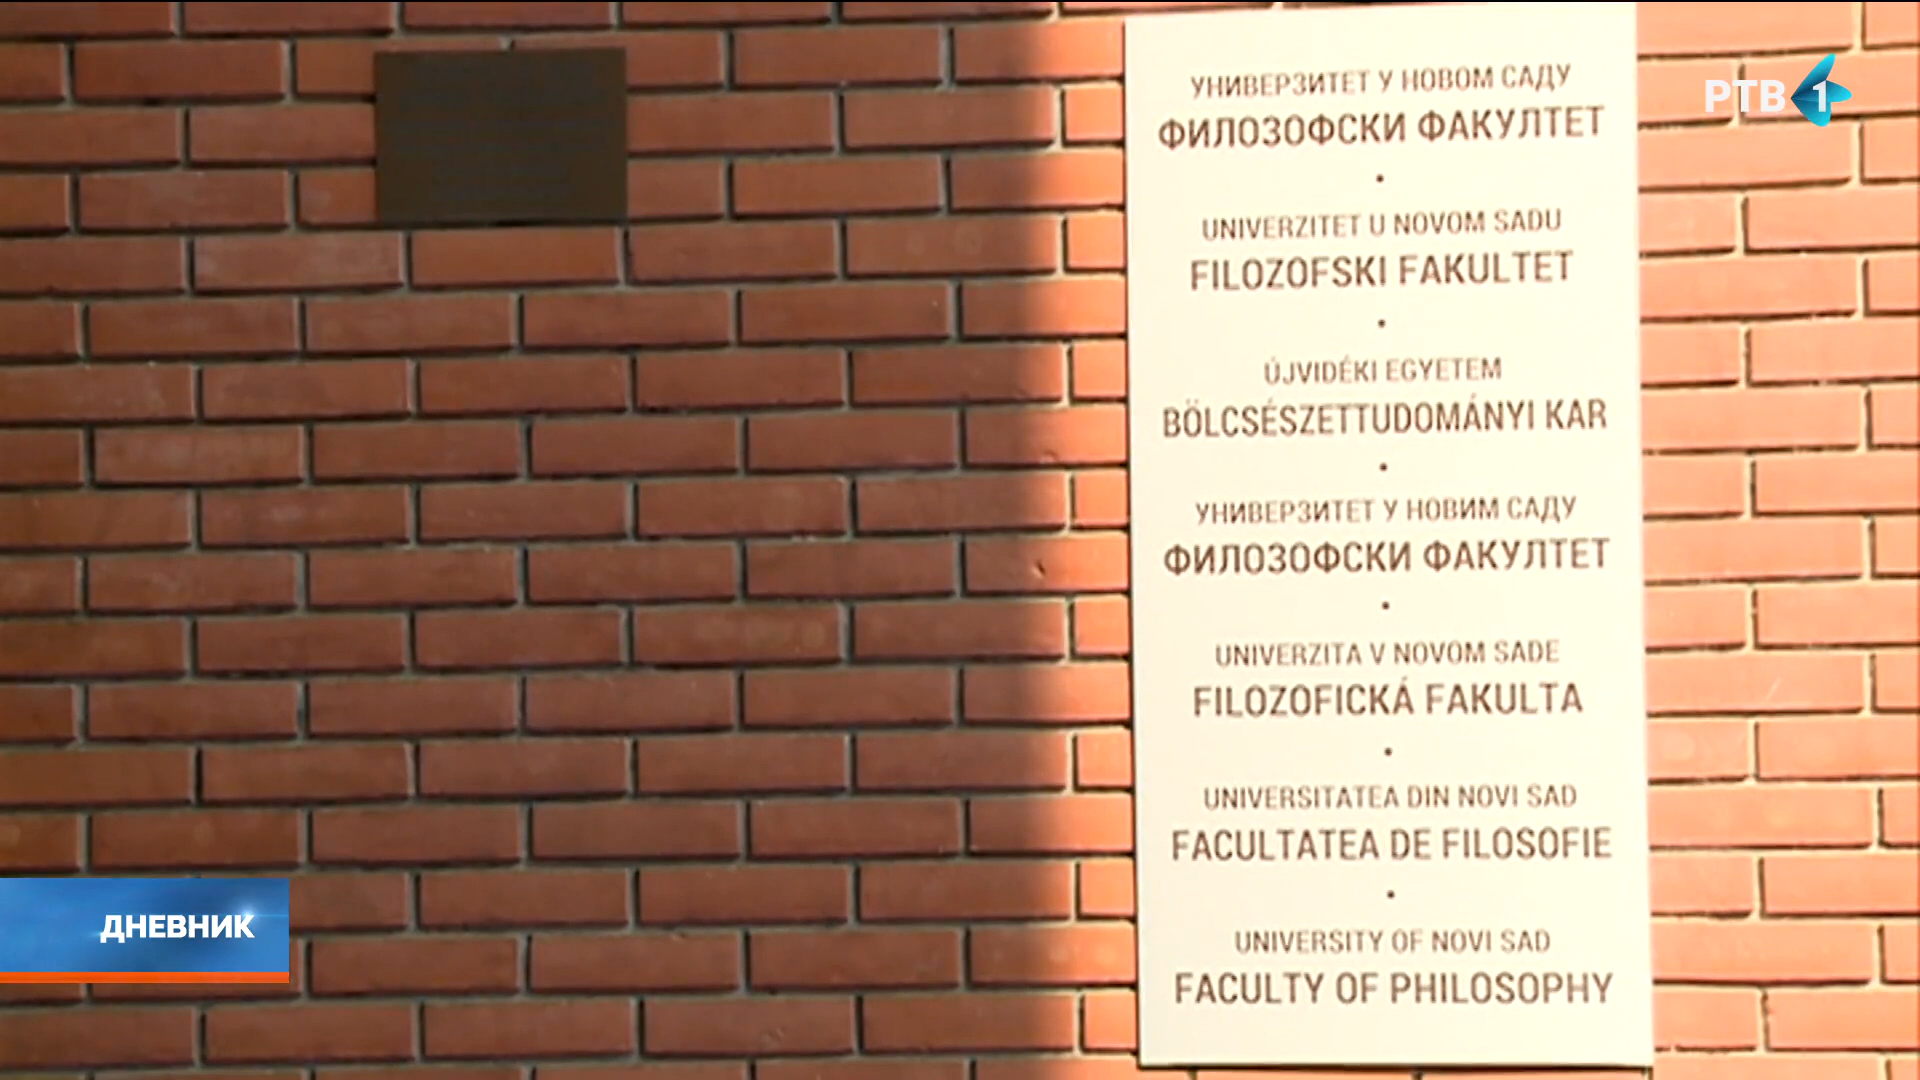 УНИВЕРЗИТЕТ У НОВОМ САДУ
ФИЛОЗОФСКИ ФАКУЛТЕТ
•
UNIVERZITET U NOVOM SADU
FILOZOFSKI FAKULTET
•
ÚJVIDÉKI EGYETEM
BÖLCSÉSZETTUDOMÁNYI KAR
•
УНИВЕРЗИТЕТ У НОВИМ САДУ
ФИЛОЗОФСКИ ФАКУЛТЕТ
•
UNIVERZITA V NOVOM SADE
FILOZOFICKÁ FAKULTA
•
UNIVERSITATEA DIN NOVI SAD
FACULTATEA DE FILOSOFIE
•
UNIVERSITY OF NOVI SAD
FACULTY OF PHILOSOPHY
РТВ 1
ДНЕВНИК